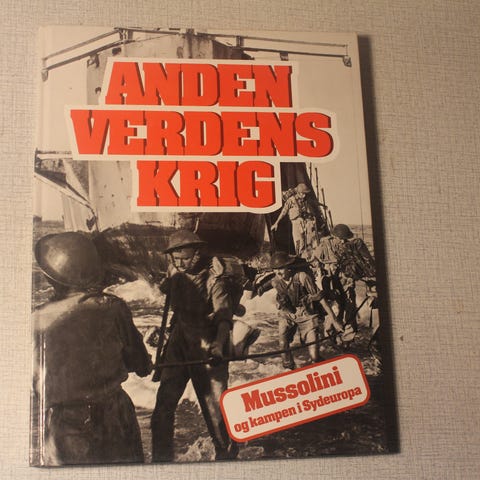 ANDEN
VERDENS
KRIG
Mussolini
og kampen i Sydeuropa